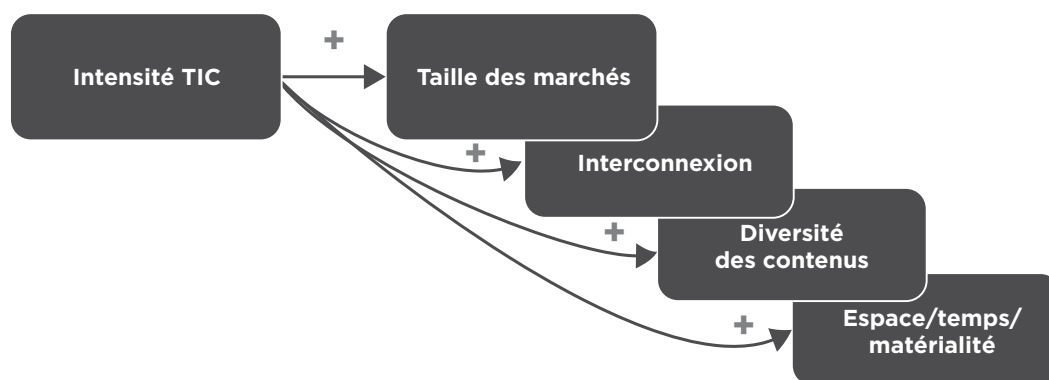 Intensité TIC
+
Taille des marchés
+
Interconnexion
+
Diversité
des contenus
+
Espace/temps/
matérialité